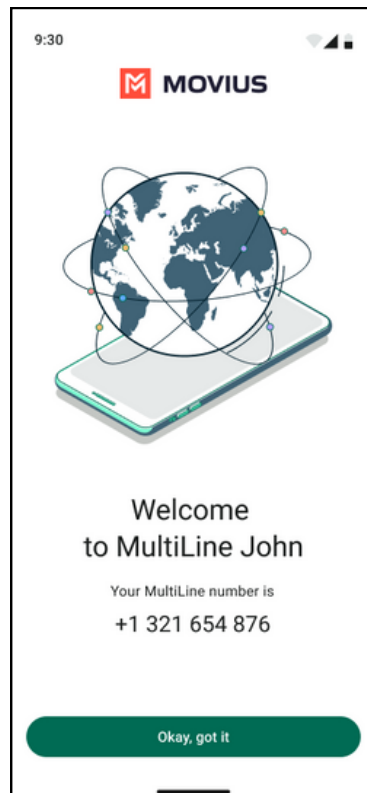 9:30
MOVIUS
Welcome
to MultiLine John
Your MultiLine number is
+1 321 654 876
Okay, got it